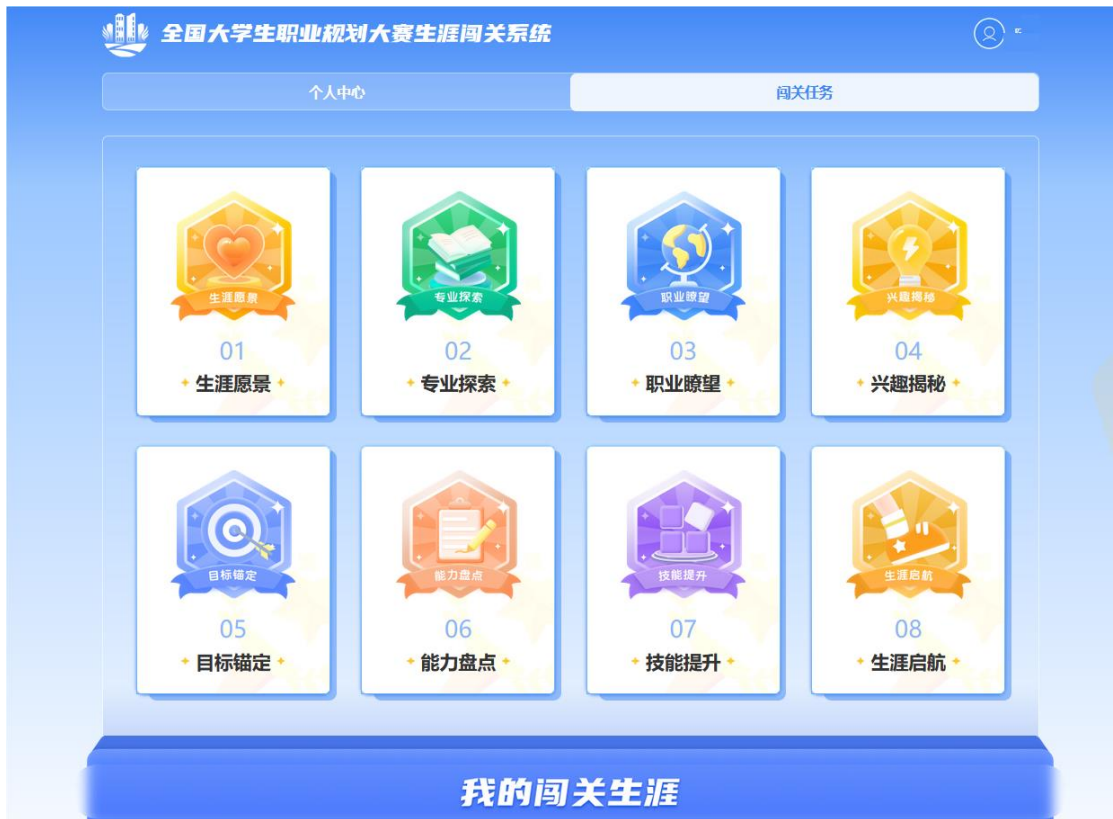 全国大学生职业规划大赛生涯闯关系统
个人中心
闯关任务
生涯愿景
专业探索
职业瞭望
兴趣揭秘
01
02
03
04
生涯愿景
专业探索
职业瞭望
兴趣揭秘
目标锚定
能力盘点
技能提升
生涯启航
05
06
07
08
目标锚定
能力盘点
技能提升
生涯启航
我的闯关生涯